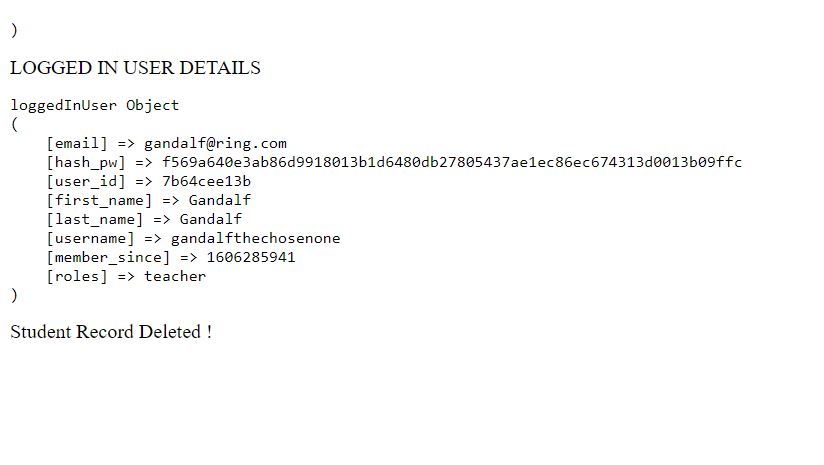 )
LOGGED IN USER DETAILS
loggedInUser Object
(
    [email] => gandalf@ring.com
    [hash_pw] => f569a640e3ab86d9918013b1d6480db27805437ae1ec86ec674313d0013b09ffc
    [user_id] => 7b64cee13b
    [first_name] => Gandalf
    [last_name] => Gandalf
    [username] => gandalfthechosenone
    [member_since] => 1606285941
    [roles] => teacher
)
Student Record Deleted !